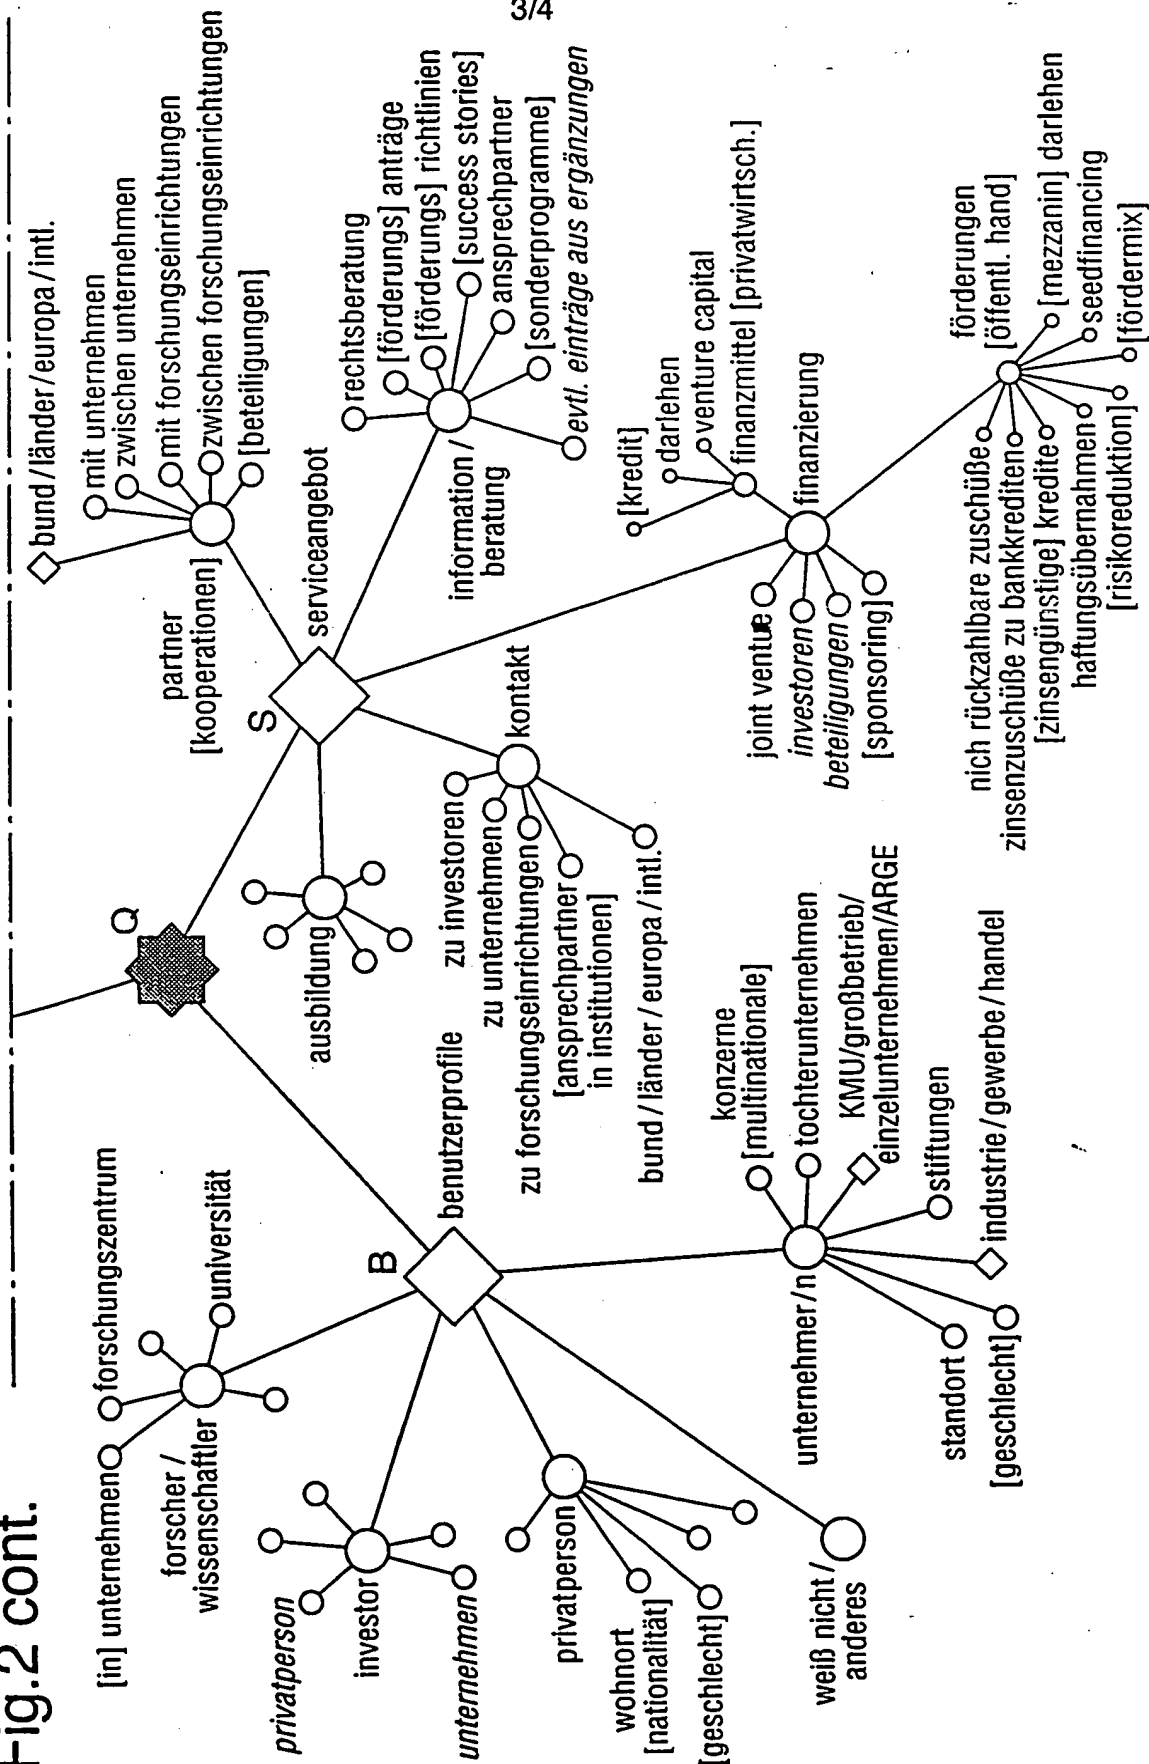 3/4
Fig.2 cont.
Q
bund / länder / europa / intl.
mit unternehmen
zwischen unternehmen
mit forschungseinrichtungen
zwischen forschungseinrichtungen
[beteiligungen]
partner
[kooperationen]
S
serviceangebot
rechtsberatung
[förderungs] anträge
[förderungs] richtlinien
[success stories]
ansprechpartner
[sonderprogramme]
evtl. einträge aus ergänzungen
information /
beratung
ausbildung
kontakt
zu investoren
zu unternehmen
zu forschungseinrichtungen
[ansprechpartner
in institutionen]
bund / länder / europa / intl.
[kredit]
darlehen
venture capital
finanzmittel [privatwirtsch.]
finanzierung
joint ventue
investoren
beteiligungen
[sponsoring]
förderungen
[öffentl. hand]
[mezzanin] darlehen
seedfinancing
[fördermix]
nich rückzahlbare zuschüße
zinsenzuschüße zu bankkrediten
[zinsengünstige] kredite
haftungsübernahmen
[risikoreduktion]
B
benutzerprofile
[in] unternehmen
forschungszentrum
universität
forscher /
wissenschaftler
privatperson
investor
unternehmen
privatperson
wohnort
[nationalität]
[geschlecht]
weiß nicht /
anderes
konzerne
[multinationale]
tochterunternehmen
KMU/großbetrieb/
einzelunternehmen/ARGE
stiftungen
industrie / gewerbe / handel
unternehmer / n
standort
[geschlecht]